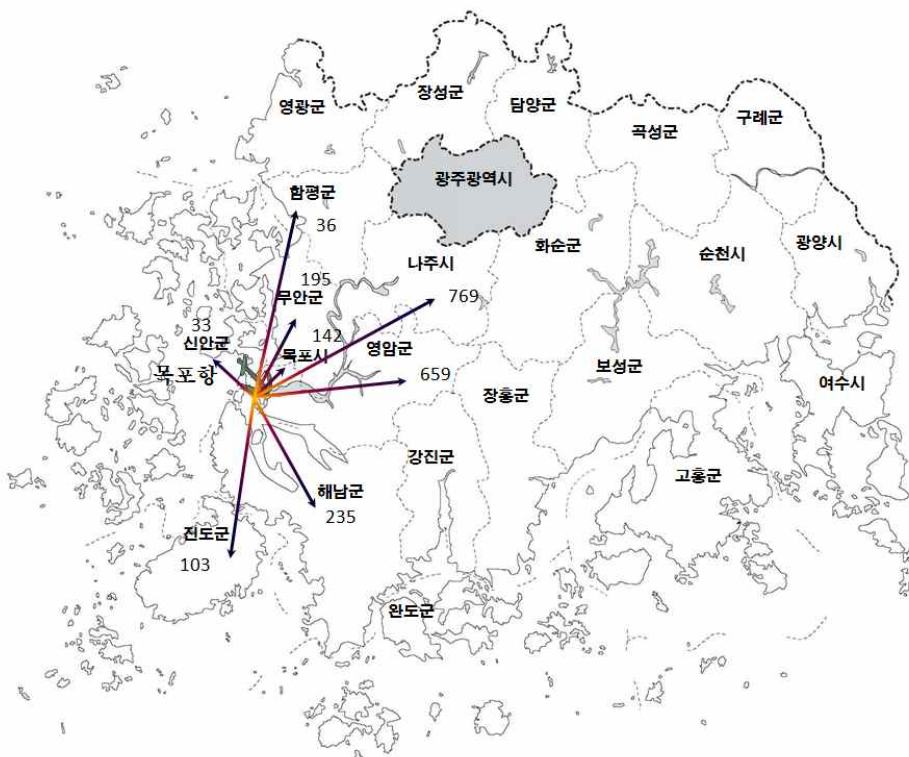 장성군
담양군
영광군
구례군
곡성군
광주광역시
함평군
36
화순군
광양시
순천시
나주시
195
무안군
769
33
142
신안군
목포시
영암군
목포항
보성군
659
장흥군
여수시
강진군
고흥군
해남군
235
진도군
103
완도군